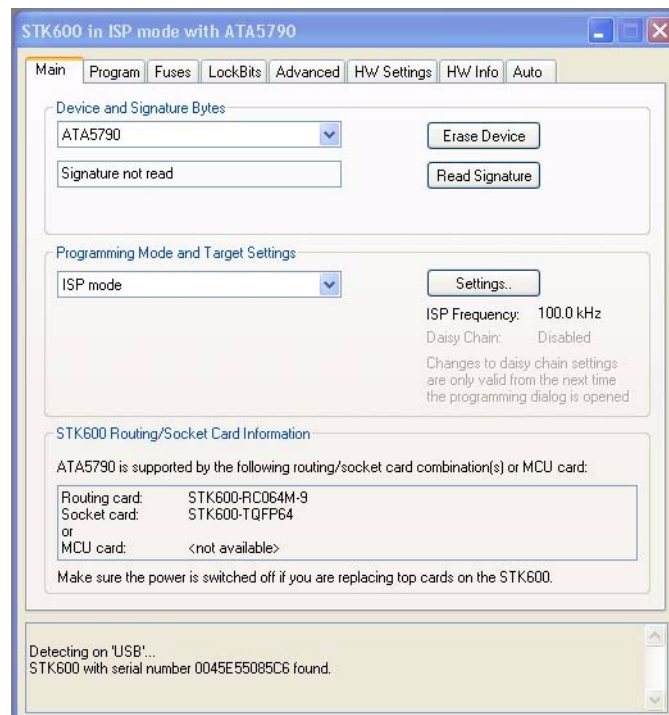 STK600 in ISP mode with ATA5790
Main Program Fuses LockBits Advanced HW Settings HW Info Auto
Device and Signature Bytes
ATA5790 Erase Device
Signature not read Read Signature
Programming Mode and Target Settings
ISP mode Settings..
ISP Frequency: 100.0 kHz
Daisy Chain: Disabled
Changes to daisy chain settings
are only valid from the next time
the programming dialog is opened
STK600 Routing/Socket Card Information
ATA5790 is supported by the following routing/socket card combination(s) or MCU card:
Routing card: STK600-RC064M-9
Socket card: STK600-TQFP64
or
MCU card: <not available>
Make sure the power is switched off if you are replacing top cards on the STK600.
Detecting on 'USB'...
STK600 with serial number 0045E55085C6 found.